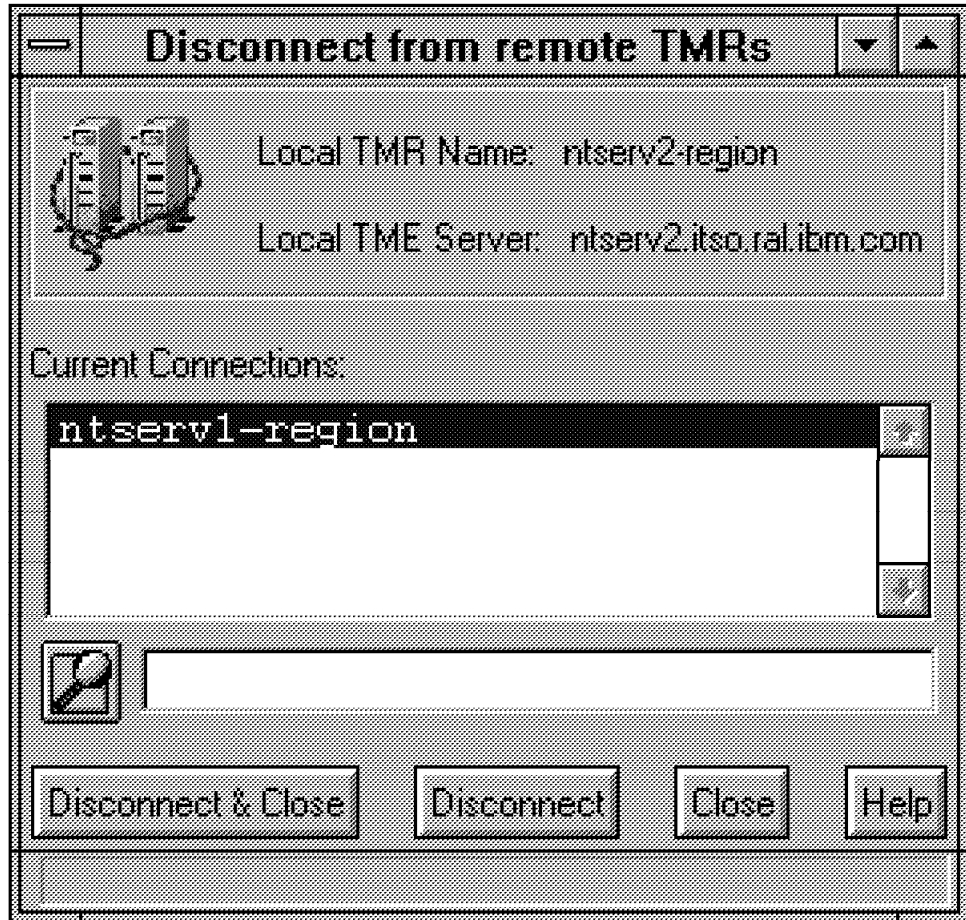 Disconnect from remote TMRs
Local TMR Name: ntserv2-region
Local TME Server: ntserv2.itso.ral.ibm.com
Current Connections:
ntserv1-region
Disconnect & Close Disconnect Close Help